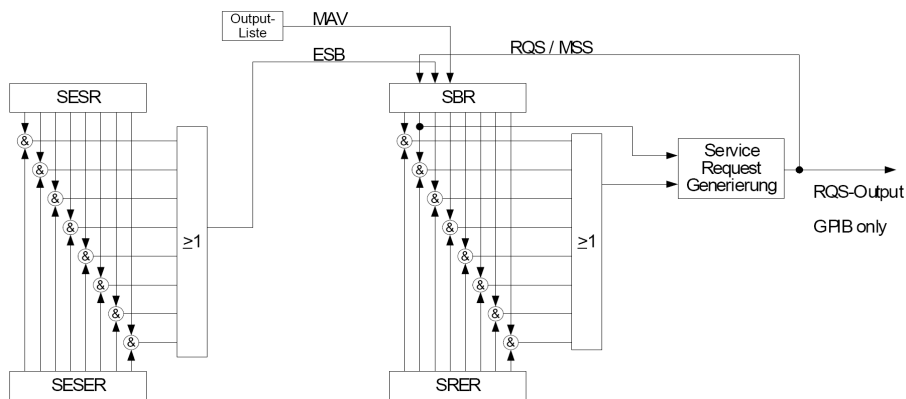 Output-
Liste
MAV
ESB
RQS / MSS
SESR
SBR
&
&
&
&
&
&
&
&
≥1
&
&
&
&
&
&
&
&
≥1
Service
Request
Generierung
RQS-Output
GPIB only
SESER
SRER